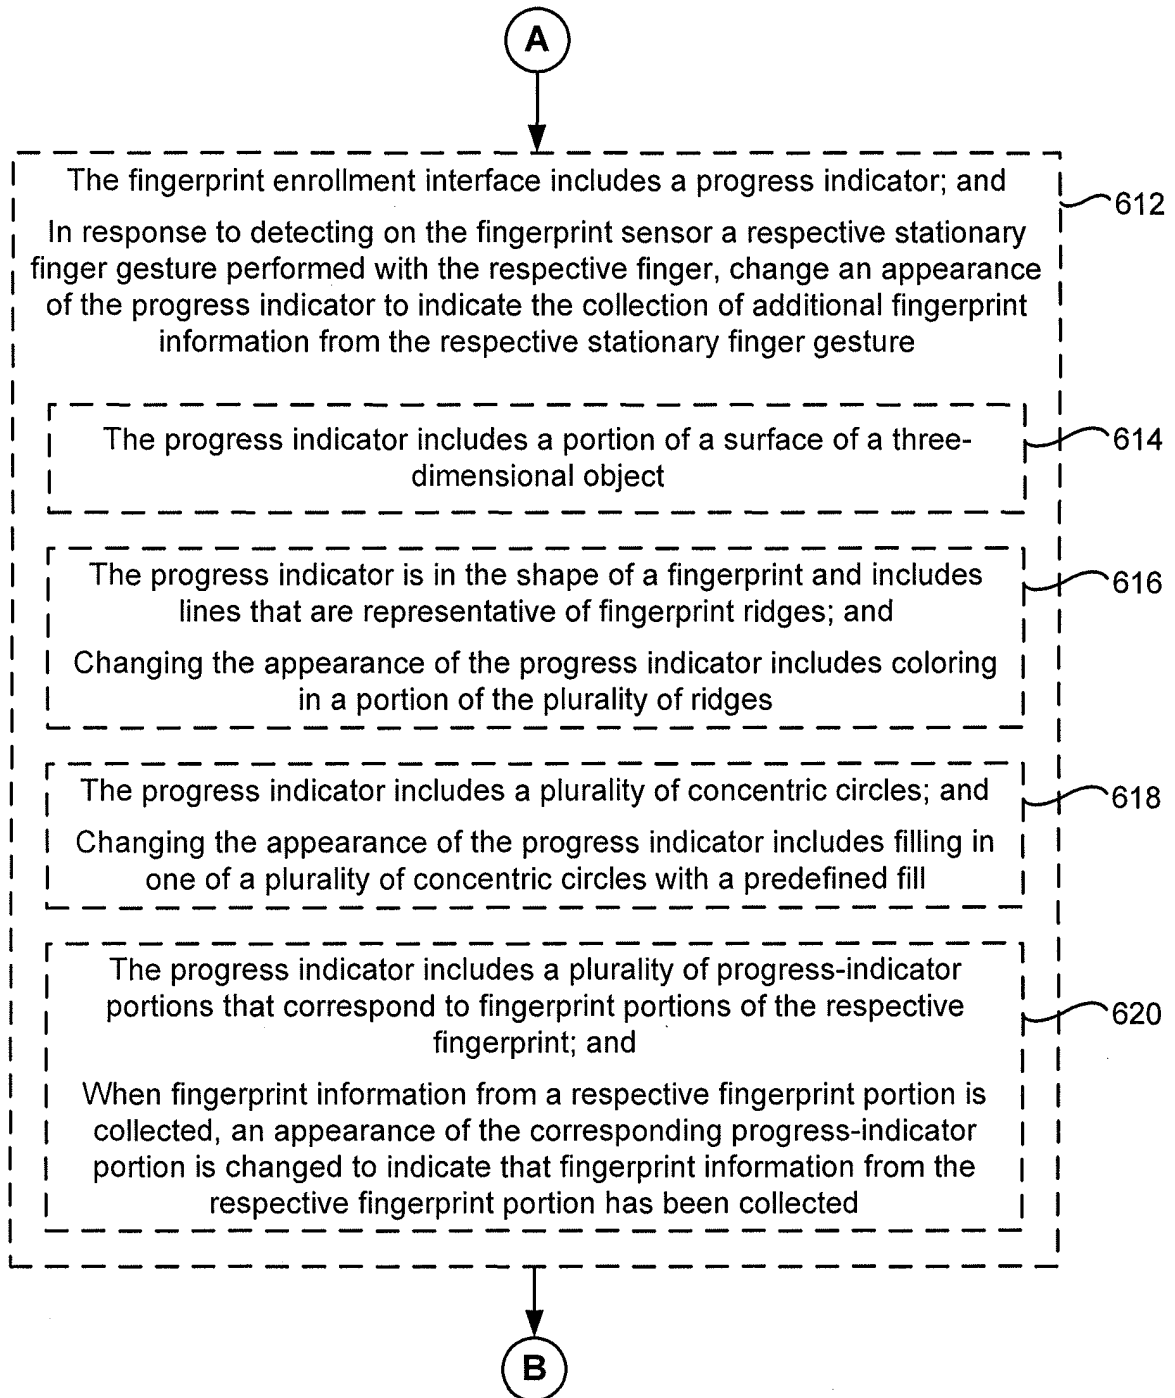 A
The fingerprint enrollment interface includes a progress indicator; and
612
In response to detecting on the fingerprint sensor a respective stationary
finger gesture performed with the respective finger, change an appearance
of the progress indicator to indicate the collection of additional fingerprint
information from the respective stationary finger gesture
The progress indicator includes a portion of a surface of a three-
dimensional object
614
The progress indicator is in the shape of a fingerprint and includes
lines that are representative of fingerprint ridges; and
616
Changing the appearance of the progress indicator includes coloring
in a portion of the plurality of ridges
The progress indicator includes a plurality of concentric circles; and
618
Changing the appearance of the progress indicator includes filling in
one of a plurality of concentric circles with a predefined fill
The progress indicator includes a plurality of progress-indicator
portions that correspond to fingerprint portions of the respective
fingerprint; and
620
When fingerprint information from a respective fingerprint portion is
collected, an appearance of the corresponding progress-indicator
portion is changed to indicate that fingerprint information from the
respective fingerprint portion has been collected
B